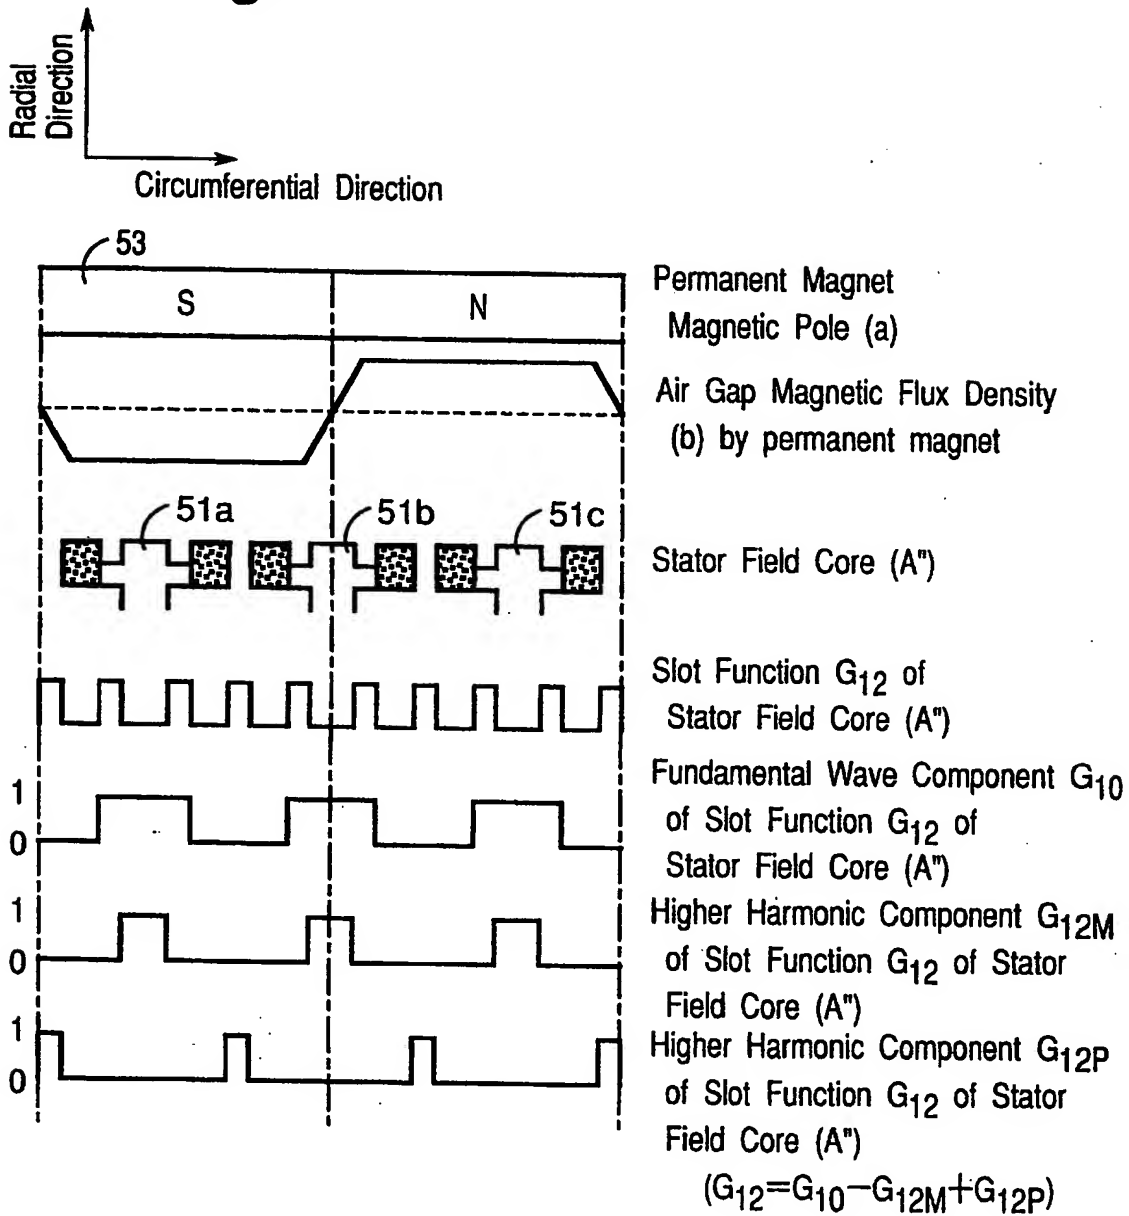 Radial
Direction
Circumferential Direction
53
S
N
Permanent Magnet
Magnetic Pole (a)
Air Gap Magnetic Flux Density
(b) by permanent magnet
51a
51b
51c
Stator Field Core (A")
Slot Function G12 of
Stator Field Core (A")
1
0
Fundamental Wave Component G10
of Slot Function G12 of
Stator Field Core (A")
1
0
Higher Harmonic Component G12M
of Slot Function G12 of Stator
Field Core (A")
1
0
Higher Harmonic Component G12P
of Slot Function G12 of Stator
Field Core (A")
(G12=G10−G12M+G12P)